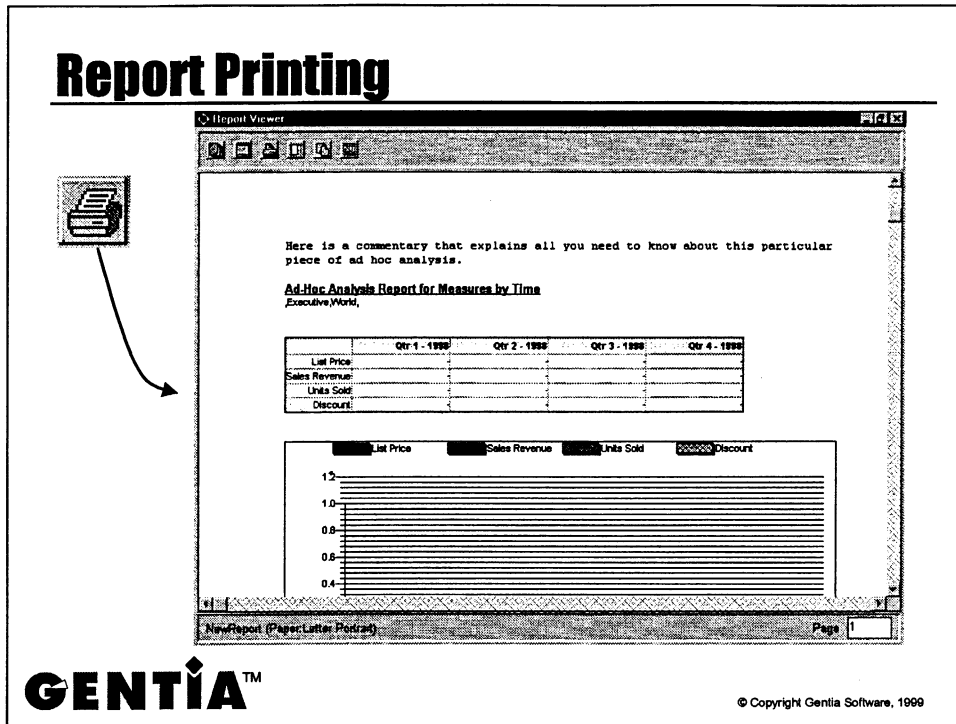 Report Printing
Report Viewer
Here is a commentary that explains all you need to know about this particular
piece of ad hoc analysis.
Ad-Hoc Analysis Report for Measures by Time
,Executive,World,
Qtr 1 - 1998 Qtr 2 - 1998 Qtr 3 - 1998 Qtr 4 - 1998
List Price - - - -
Sales Revenue - - - -
Units Sold - - - -
Discount - - - -
List Price Sales Revenue Units Sold Discount
1.2
1.0
0.8
0.6
0.4
NewReport (Paper:Letter Portrait) Page 1
GENTIA™
© Copyright Gentia Software, 1999